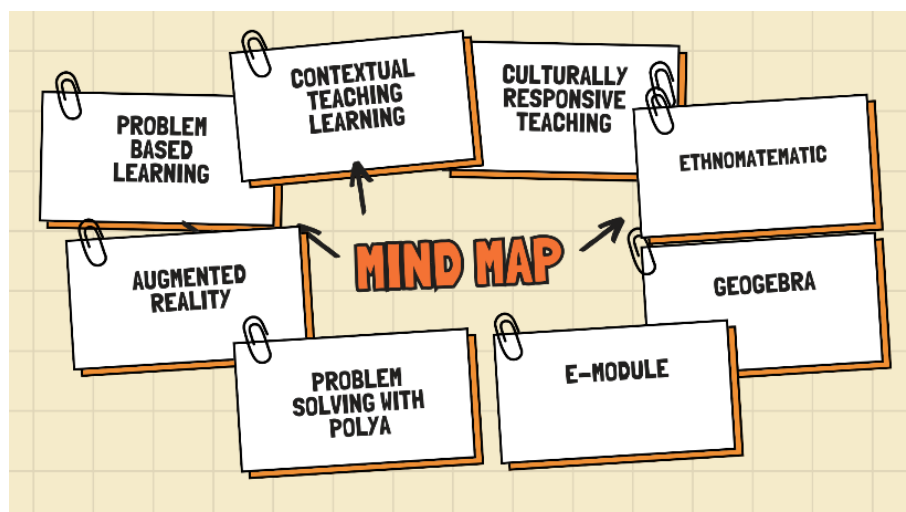 CONTEXTUAL
TEACHING
LEARNING
CULTURALLY
RESPONSIVE
TEACHING
PROBLEM
BASED
LEARNING
ETHNOMATEMATIC
MIND MAP
AUGMENTED
REALITY
GEOGEBRA
PROBLEM
SOLVING WITH
POLYA
E-MODULE